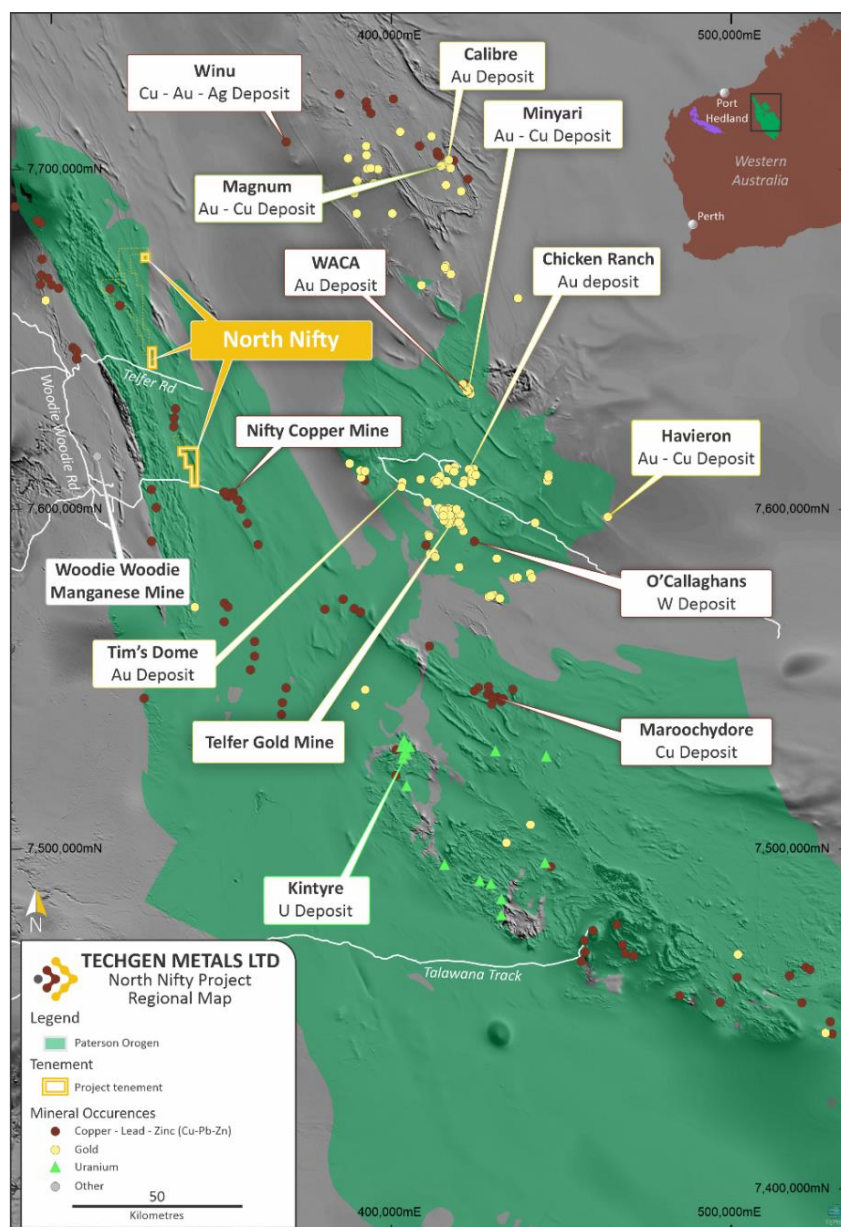 400,000mE
500,000mE
Winu
Cu - Au - Ag Deposit
Calibre
Au Deposit
Minyari
Au - Cu Deposit
Port
Hedland
Western
Australia
Perth
7,700,000mN
7,700,000mN
Magnum
Au - Cu Deposit
WACA
Au Deposit
Chicken Ranch
Au deposit
North Nifty
Telfer Rd
Woodie Woodie Rd
Nifty Copper Mine
Havieron
Au - Cu Deposit
7,600,000mN
7,600,000mN
Woodie Woodie
Manganese Mine
O'Callaghans
W Deposit
Tim's Dome
Au Deposit
Telfer Gold Mine
Maroochydore
Cu Deposit
7,500,000mN
7,500,000mN
Kintyre
U Deposit
N
Talawana Track
TECHGEN METALS LTD
North Nifty Project
Regional Map
Legend
Paterson Orogen
Tenement
Project tenement
Mineral Occurences
Copper - Lead - Zinc (Cu-Pb-Zn)
Gold
Uranium
Other
50
Kilometres
7,400,000mN
400,000mE
500,000mE